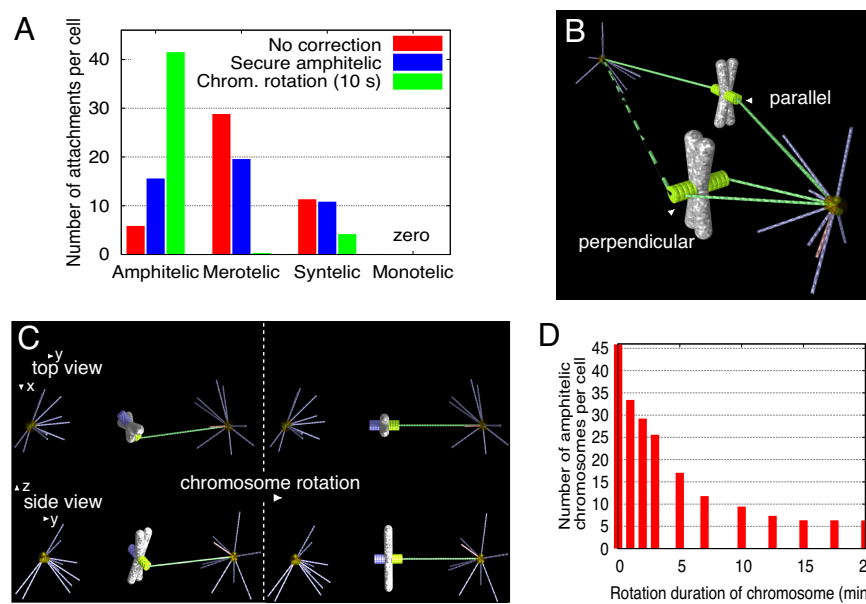 A
Number of attachments per cell
40
30
20
10
0
No correction
Secure amphitelic
Chrom. rotation (10 s)
zero
Amphitelic Merotelic Syntelic Monotelic
B
parallel
perpendicular
C
y
top view
x
chromosome rotation
z
side view
y
D
Number of amphitelic
chromosomes per cell
45
40
35
30
25
20
15
10
5
0
0 5 10 15 2
Rotation duration of chromosome (min